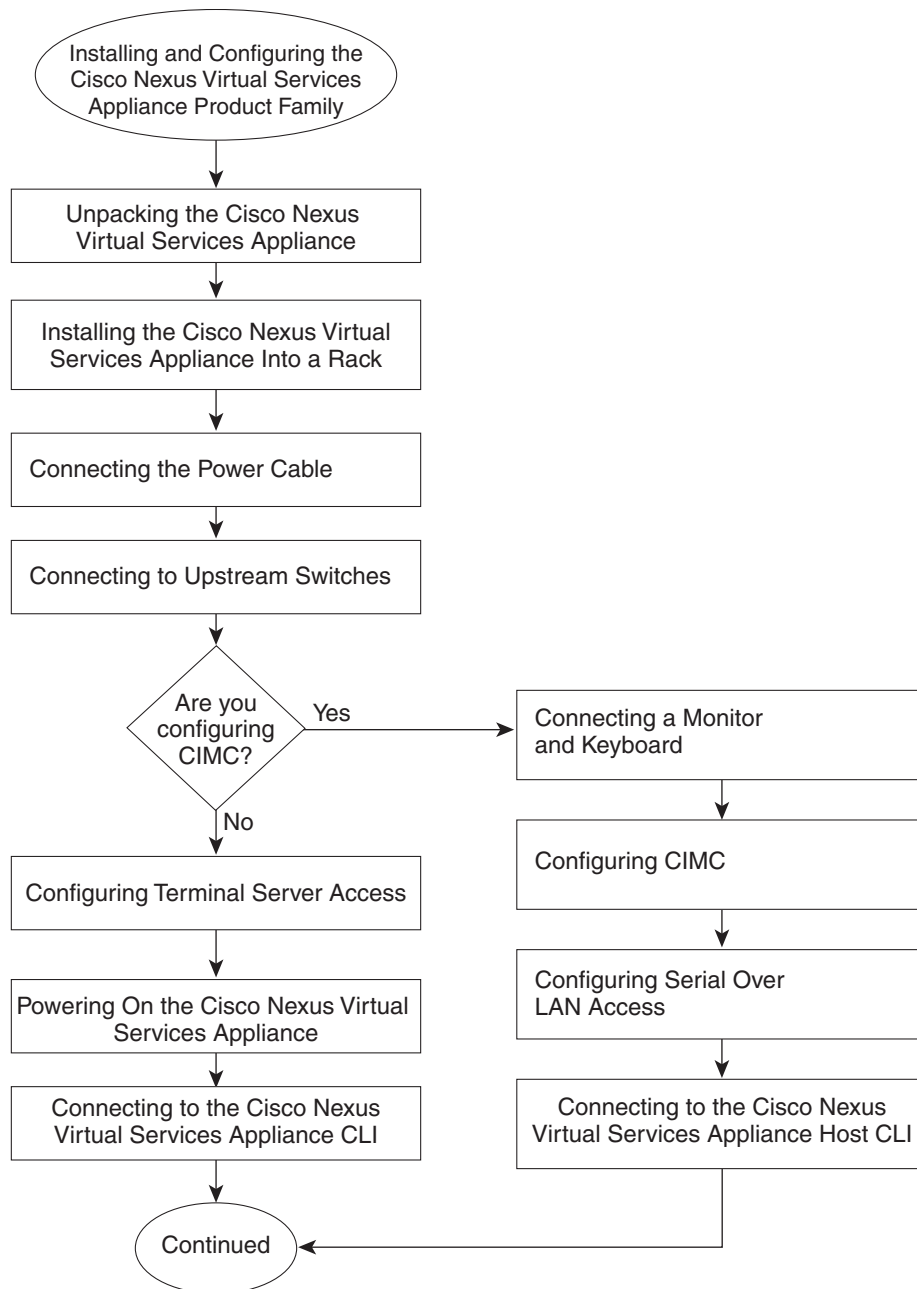 Installing and Configuring the
Cisco Nexus Virtual Services
Appliance Product Family
Unpacking the Cisco Nexus
Virtual Services Appliance
Installing the Cisco Nexus Virtual
Services Appliance Into a Rack
Connecting the Power Cable
Connecting to Upstream Switches
Are you
configuring
CIMC?
Yes
No
Configuring Terminal Server Access
Powering On the Cisco Nexus Virtual
Services Appliance
Connecting to the Cisco Nexus
Virtual Services Appliance CLI
Connecting a Monitor
and Keyboard
Configuring CIMC
Configuring Serial Over
LAN Access
Connecting to the Cisco Nexus
Virtual Services Appliance Host CLI
Continued